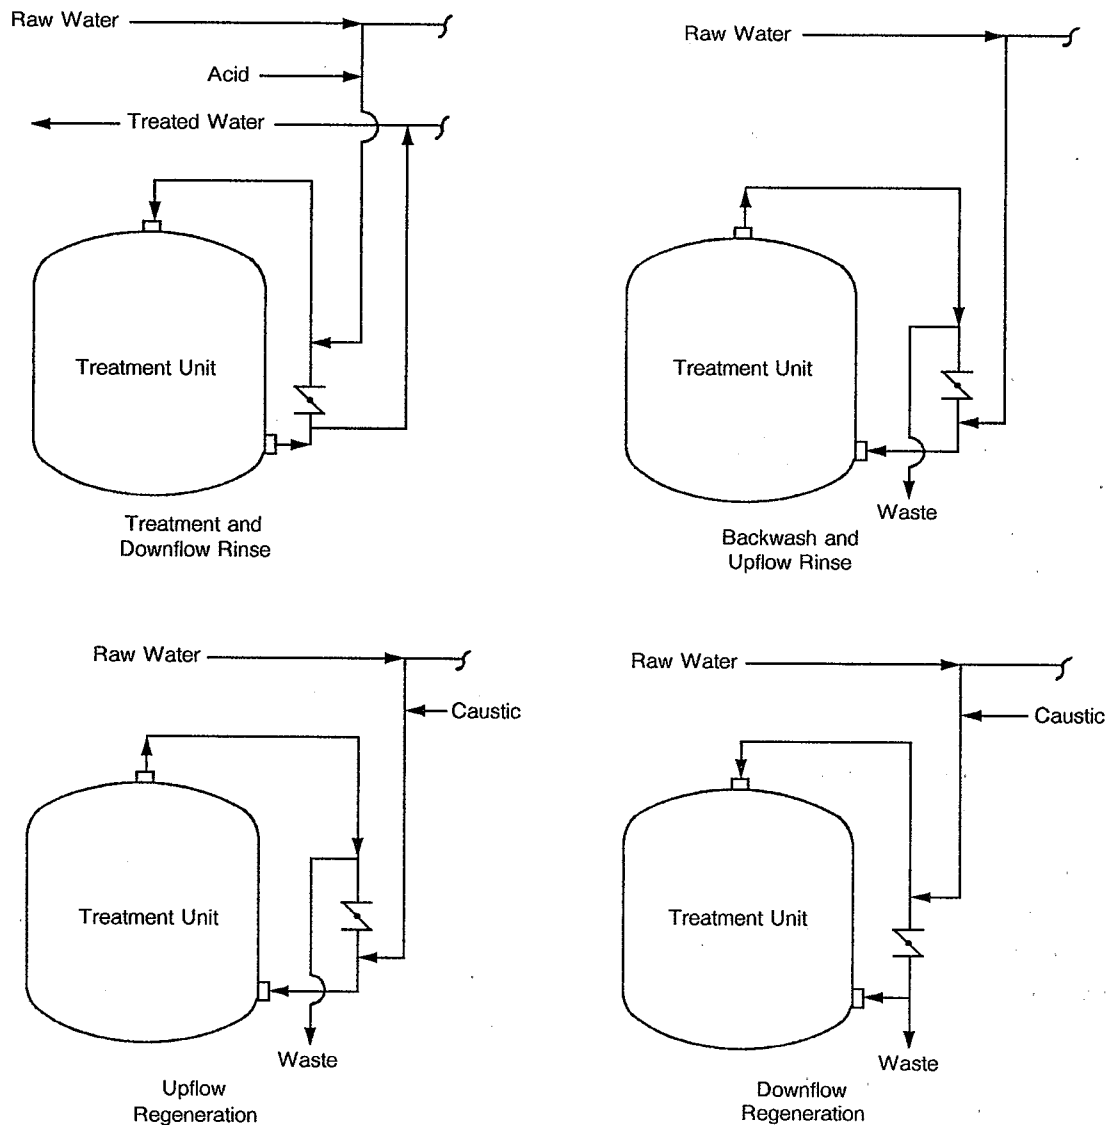 Raw Water
Acid
Treated Water
Treatment Unit
Treatment and
Downflow Rinse
Raw Water
Treatment Unit
Waste
Backwash and
Upflow Rinse
Raw Water
Caustic
Treatment Unit
Waste
Upflow
Regeneration
Raw Water
Caustic
Treatment Unit
Waste
Downflow
Regeneration